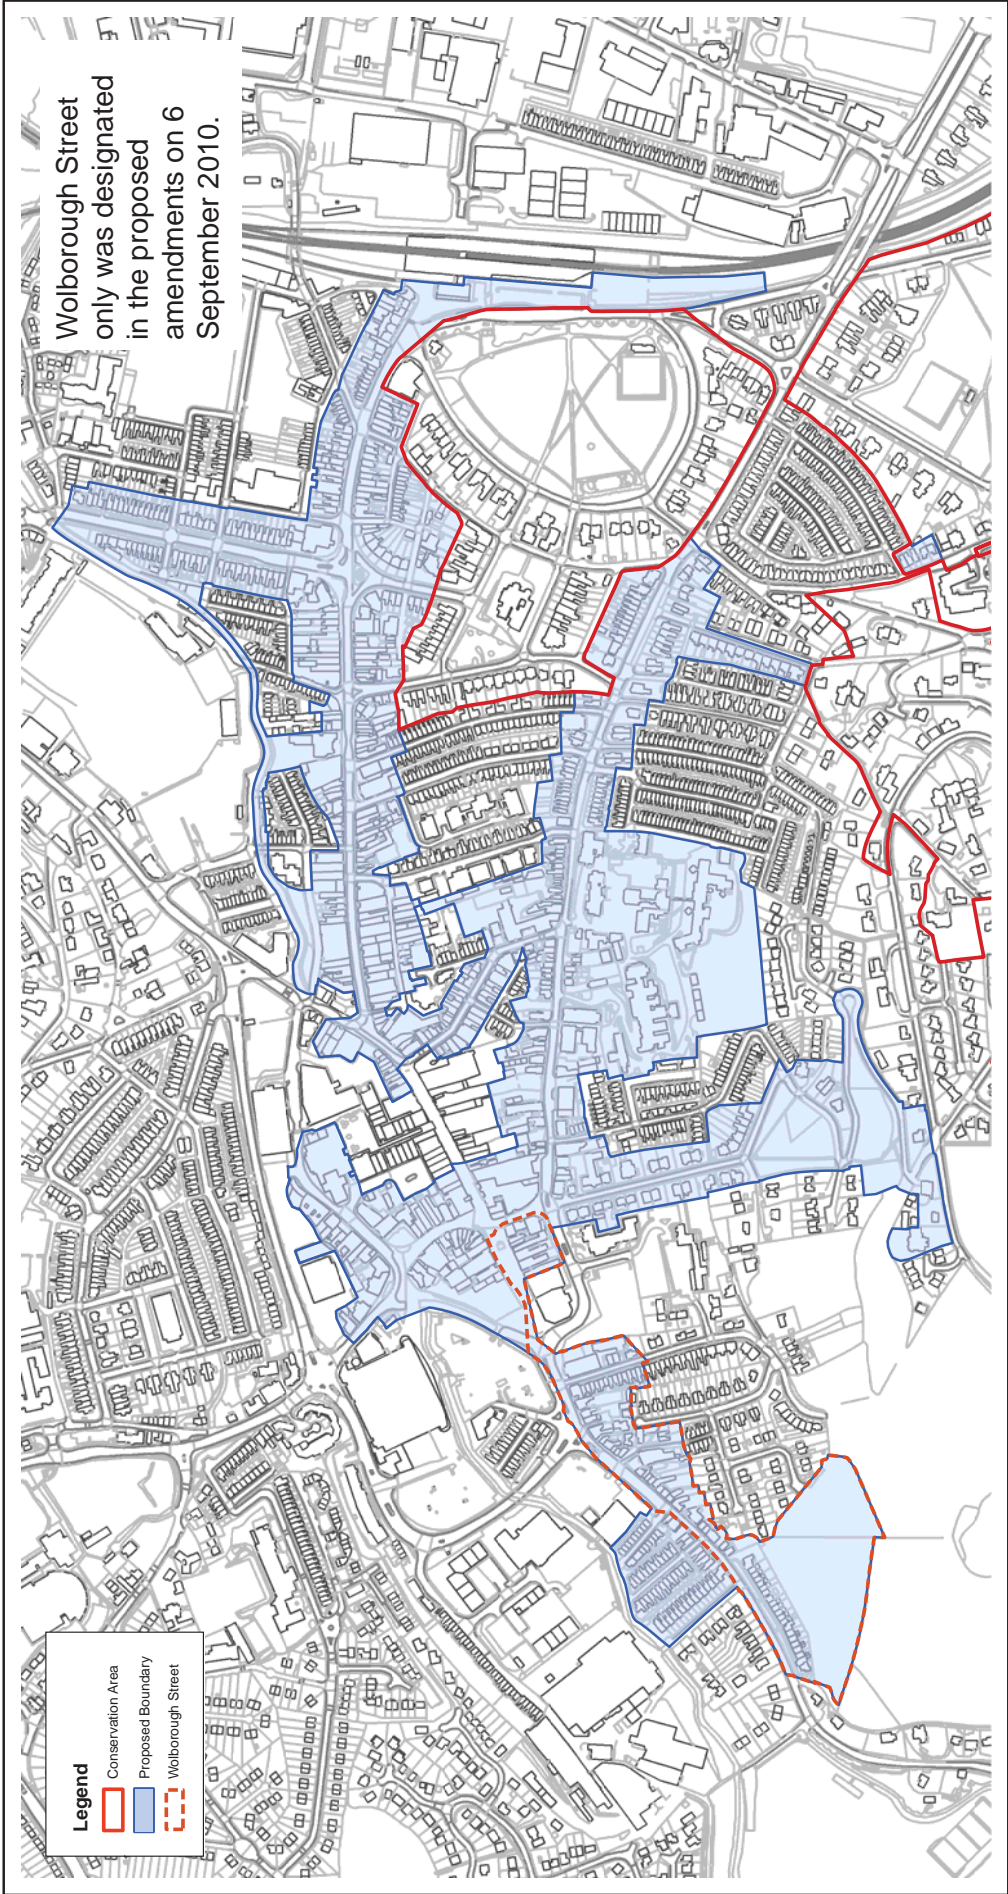 Wolborough Street
only was designated
in the proposed
amendments on 6
September 2010.
Legend
Conservation Area
Proposed Boundary
Wolborough Street